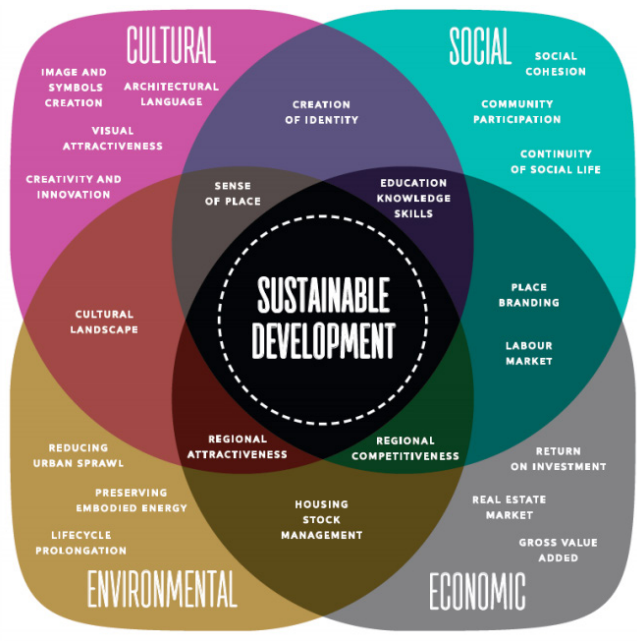 CULTURAL
IMAGE AND
SYMBOLS
CREATION
ARCHITECTURAL
LANGUAGE
VISUAL
ATTRACTIVENESS
CREATIVITY AND
INNOVATION
CREATION
OF IDENTITY
SOCIAL
SOCIAL
COHESION
COMMUNITY
PARTICIPATION
CONTINUITY
OF SOCIAL LIFE
SENSE
OF PLACE
EDUCATION
KNOWLEDGE
SKILLS
CULTURAL
LANDSCAPE
SUSTAINABLE
DEVELOPMENT
PLACE
BRANDING
LABOUR
MARKET
REGIONAL
ATTRACTIVENESS
REGIONAL
COMPETITIVENESS
REDUCING
URBAN SPRAWL
PRESERVING
EMBODIED ENERGY
LIFECYCLE
PROLONGATION
ENVIRONMENTAL
HOUSING
STOCK
MANAGEMENT
RETURN
ON INVESTMENT
REAL ESTATE
MARKET
GROSS VALUE
ADDED
ECONOMIC